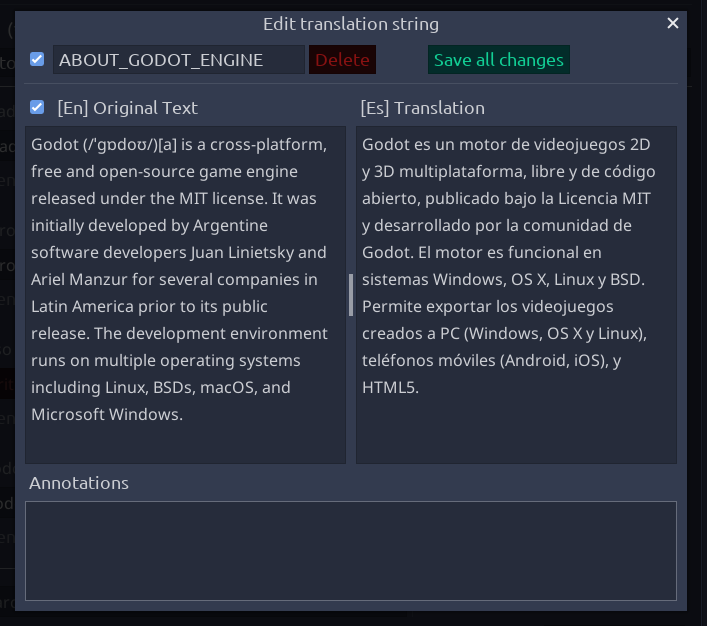 Edit translation string
ABOUT_GODOT_ENGINE
Delete
Save all changes
[En] Original Text
[Es] Translation
Godot (/ˈɡɒdoʊ/)[a] is a cross-platform,
free and open-source game engine
released under the MIT license. It was
initially developed by Argentine
software developers Juan Linietsky and
Ariel Manzur for several companies in
Latin America prior to its public
release. The development environment
runs on multiple operating systems
including Linux, BSDs, macOS, and
Microsoft Windows.
Godot es un motor de videojuegos 2D
y 3D multiplataforma, libre y de código
abierto, publicado bajo la Licencia MIT
y desarrollado por la comunidad de
Godot. El motor es funcional en
sistemas Windows, OS X, Linux y BSD.
Permite exportar los videojuegos
creados a PC (Windows, OS X y Linux),
teléfonos móviles (Android, iOS), y
HTML5.
Annotations